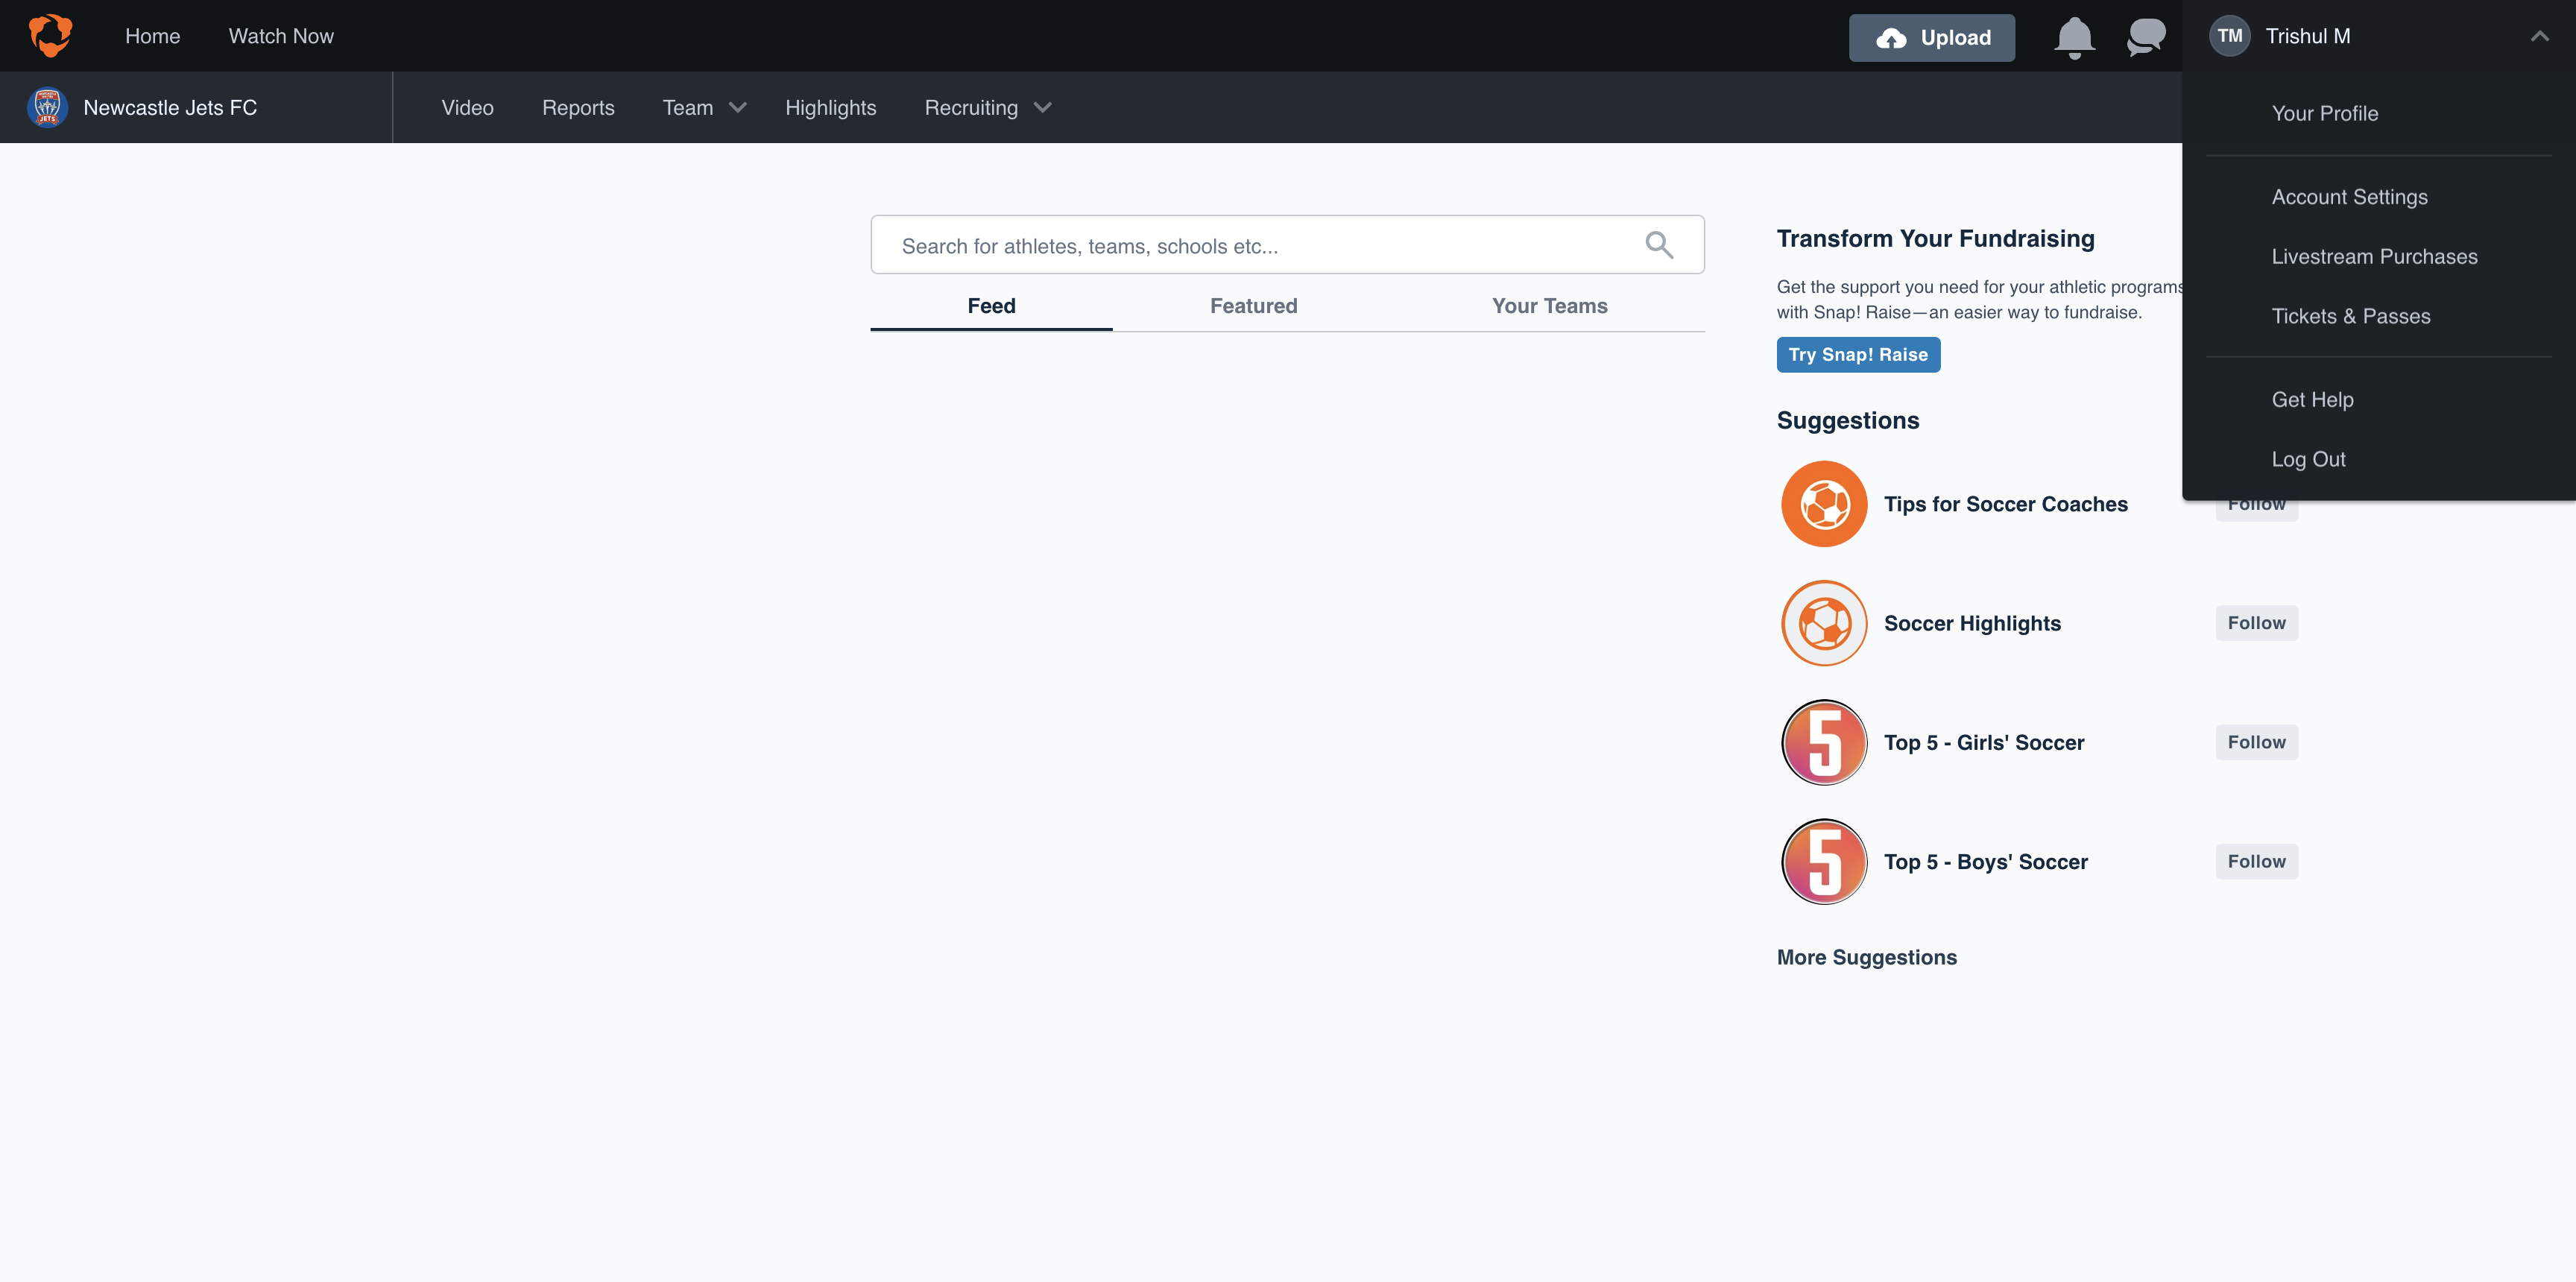 Home
Watch Now
Upload
TM
Trishul M
JETS
Newcastle Jets FC
Video
Reports
Team
Highlights
Recruiting
Your Profile
Account Settings
Livestream Purchases
Tickets & Passes
Get Help
Log Out
Search for athletes, teams, schools etc...
Feed
Featured
Your Teams
Transform Your Fundraising
Get the support you need for your athletic programs
with Snap! Raise—an easier way to fundraise.
Try Snap! Raise
Suggestions
Tips for Soccer Coaches
Follow
Soccer Highlights
Follow
5
Top 5 - Girls' Soccer
Follow
5
Top 5 - Boys' Soccer
Follow
More Suggestions